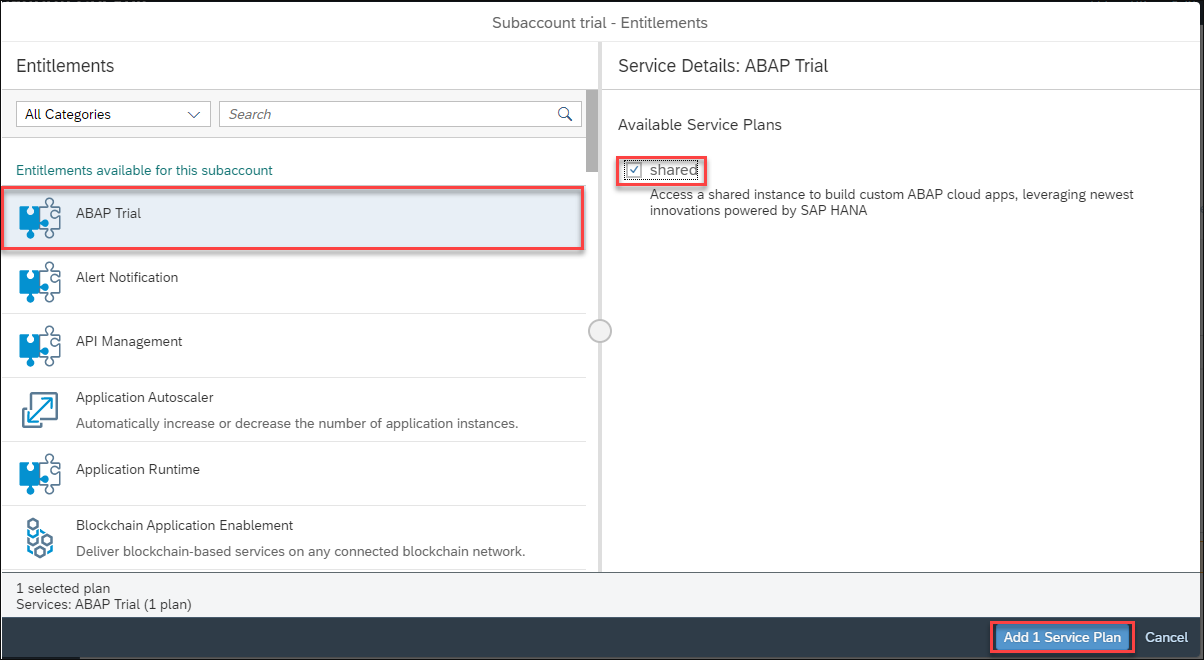 Subaccount trial - Entitlements
Entitlements
All Categories
Search
Entitlements available for this subaccount
ABAP Trial
Alert Notification
API Management
Application Autoscaler
Automatically increase or decrease the number of application instances.
Application Runtime
Blockchain Application Enablement
Deliver blockchain-based services on any connected blockchain network.
Service Details: ABAP Trial
Available Service Plans
shared
Access a shared instance to build custom ABAP cloud apps, leveraging newest
innovations powered by SAP HANA
1 selected plan
Services: ABAP Trial (1 plan)
Add 1 Service Plan
Cancel